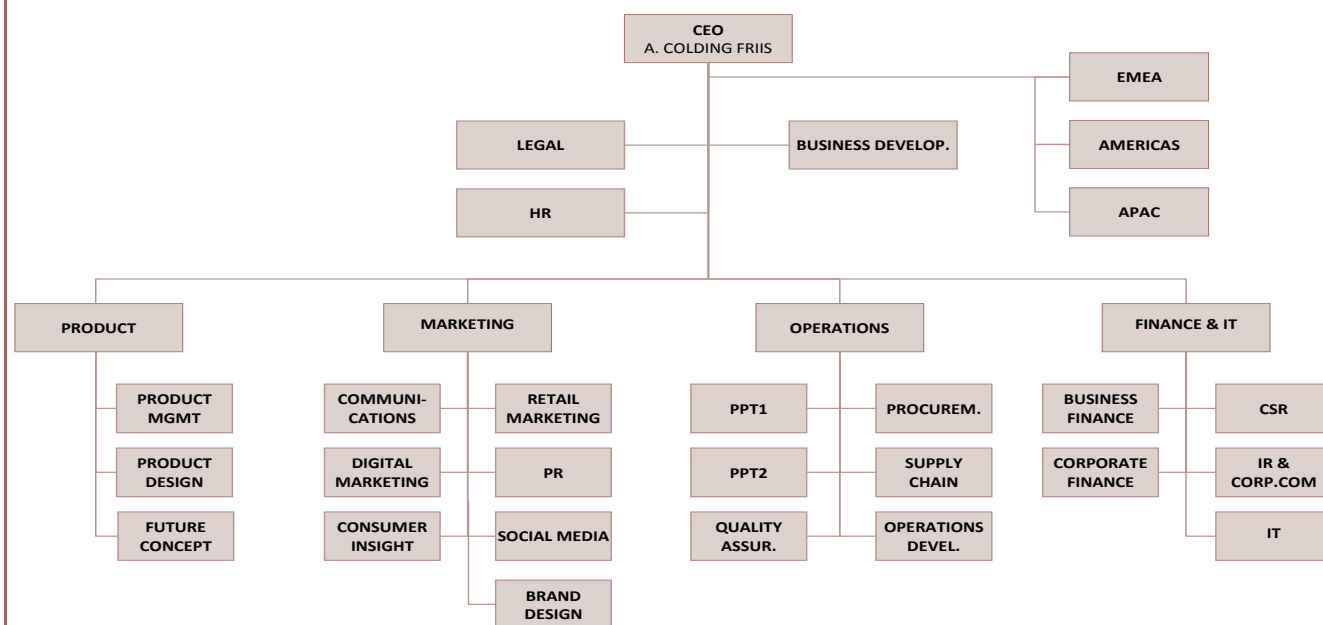 CEO
A. COLDING FRIIS
EMEA
LEGAL
BUSINESS DEVELOP.
AMERICAS
HR
APAC
PRODUCT
MARKETING
OPERATIONS
FINANCE & IT
PRODUCT
MGMT
COMMUNI-
CATIONS
RETAIL
MARKETING
PPT1
PROCUREM.
BUSINESS
FINANCE
CSR
PRODUCT
DESIGN
DIGITAL
MARKETING
PR
PPT2
SUPPLY
CHAIN
CORPORATE
FINANCE
IR &
CORP.COM
FUTURE
CONCEPT
CONSUMER
INSIGHT
SOCIAL MEDIA
QUALITY
ASSUR.
OPERATIONS
DEVEL.
IT
BRAND
DESIGN